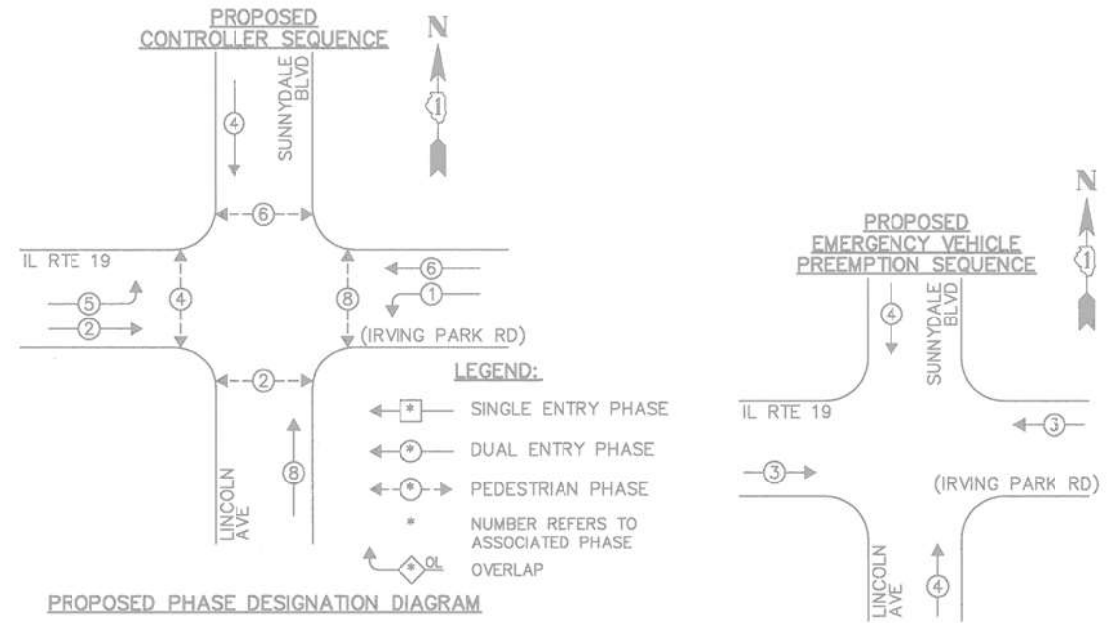 PROPOSED
CONTROLLER SEQUENCE
N
1
SUNNYDALE
BLVD
4
6
IL RTE 19
5
2
4
8
6
1
(IRVING PARK RD)
2
8
LINCOLN
AVE
LEGEND:
* SINGLE ENTRY PHASE
* DUAL ENTRY PHASE
* PEDESTRIAN PHASE
* NUMBER REFERS TO
ASSOCIATED PHASE
* OL OVERLAP
PROPOSED PHASE DESIGNATION DIAGRAM
PROPOSED
EMERGENCY VEHICLE
PREEMPTION SEQUENCE
N
1
4
SUNNYDALE
BLVD
IL RTE 19
3
3
(IRVING PARK RD)
LINCOLN
AVE
4